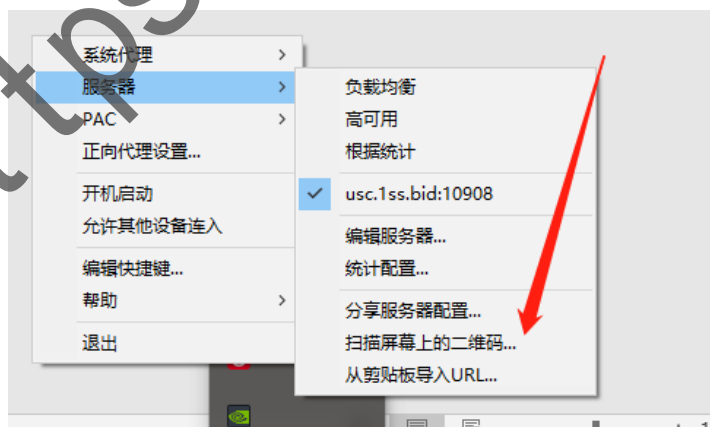 ttps
系统代理
服务器
PAC
正向代理设置...
开机启动
允许其他设备连入
编辑快捷键...
帮助
退出
负载均衡
高可用
根据统计
usc.1ss.bid:10908
编辑服务器...
统计配置...
分享服务器配置...
扫描屏幕上的二维码...
从剪贴板导入URL...